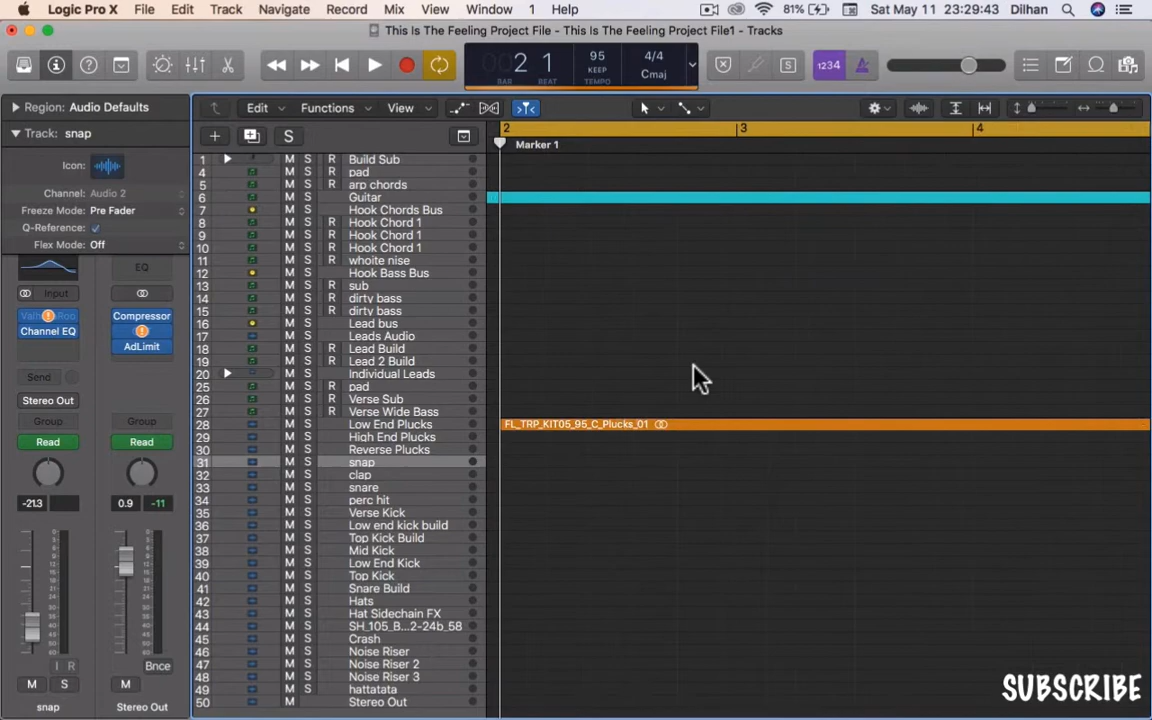 Logic Pro X File Edit Track Navigate Record Mix View Window 1 Help 81% Sat May 11 23:29:43 Dilhan
This Is The Feeling Project File - This Is The Feeling Project File1 - Tracks
002 1 95 4/4
BAR BEAT KEEP TEMPO Cmaj
1234
Region: Audio Defaults
Edit Functions View
Track: snap
S
2 3 4
Marker 1
Icon:
Channel: Audio 2
Freeze Mode: Pre Fader
Q-Reference:
Flex Mode: Off
EQ
Input
Compressor
Channel EQ
AdLimit
Send
Stereo Out
Group Group
Read Read
-21.3 0.9 -11
I R Bnce
M S M
snap Stereo Out
1 M S R Build Sub
4 M S R pad
5 M S R arp chords
6 M S Guitar
7 M S Hook Chords Bus
8 M S R Hook Chord 1
9 M S R Hook Chord 1
10 M S R Hook Chord 1
11 M S R whoite nise
12 M S Hook Bass Bus
13 M S R sub
14 M S R dirty bass
15 M S R dirty bass
16 M S Lead bus
17 M S Leads Audio
18 M S R Lead Build
19 M S R Lead 2 Build
20 M S Individual Leads
25 M S R pad
26 M S R Verse Sub
27 M S R Verse Wide Bass
28 M S Low End Plucks FL_TRP_KIT05_95_C_Plucks_01
29 M S High End Plucks
30 M S Reverse Plucks
31 M S snap
32 M S clap
33 M S snare
34 M S perc hit
35 M S Verse Kick
36 M S Low end kick build
37 M S Top Kick Build
38 M S Mid Kick
39 M S Low End Kick
40 M S Top Kick
41 M S Snare Build
42 M S Hats
43 M S Hat Sidechain FX
44 M S SH_105_B...2-24b_58
45 M S Crash
46 M S Noise Riser
47 M S Noise Riser 2
48 M S Noise Riser 3
49 M S hattatata
50 M Stereo Out
SUBSCRIBE